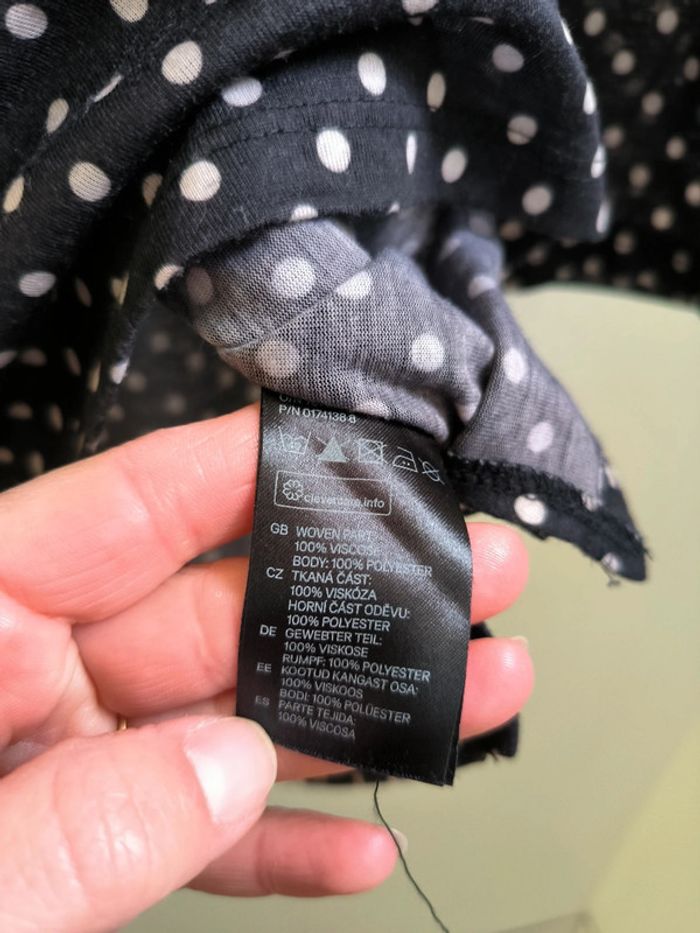 P/N 0174138-8
clevercare.info
GB WOVEN PART:
100% VISCOSE
BODY: 100% POLYESTER
CZ TKANÁ ČÁST:
100% VISKÓZA
HORNÍ ČÁST ODĚVU:
100% POLYESTER
DE GEWEBTER TEIL:
100% VISKOSE
RUMPF: 100% POLYESTER
EE KOOTUD KANGAST OSA:
100% VISKOOS
BODI: 100% POLÜESTER
ES PARTE TEJIDA:
100% VISCOSA